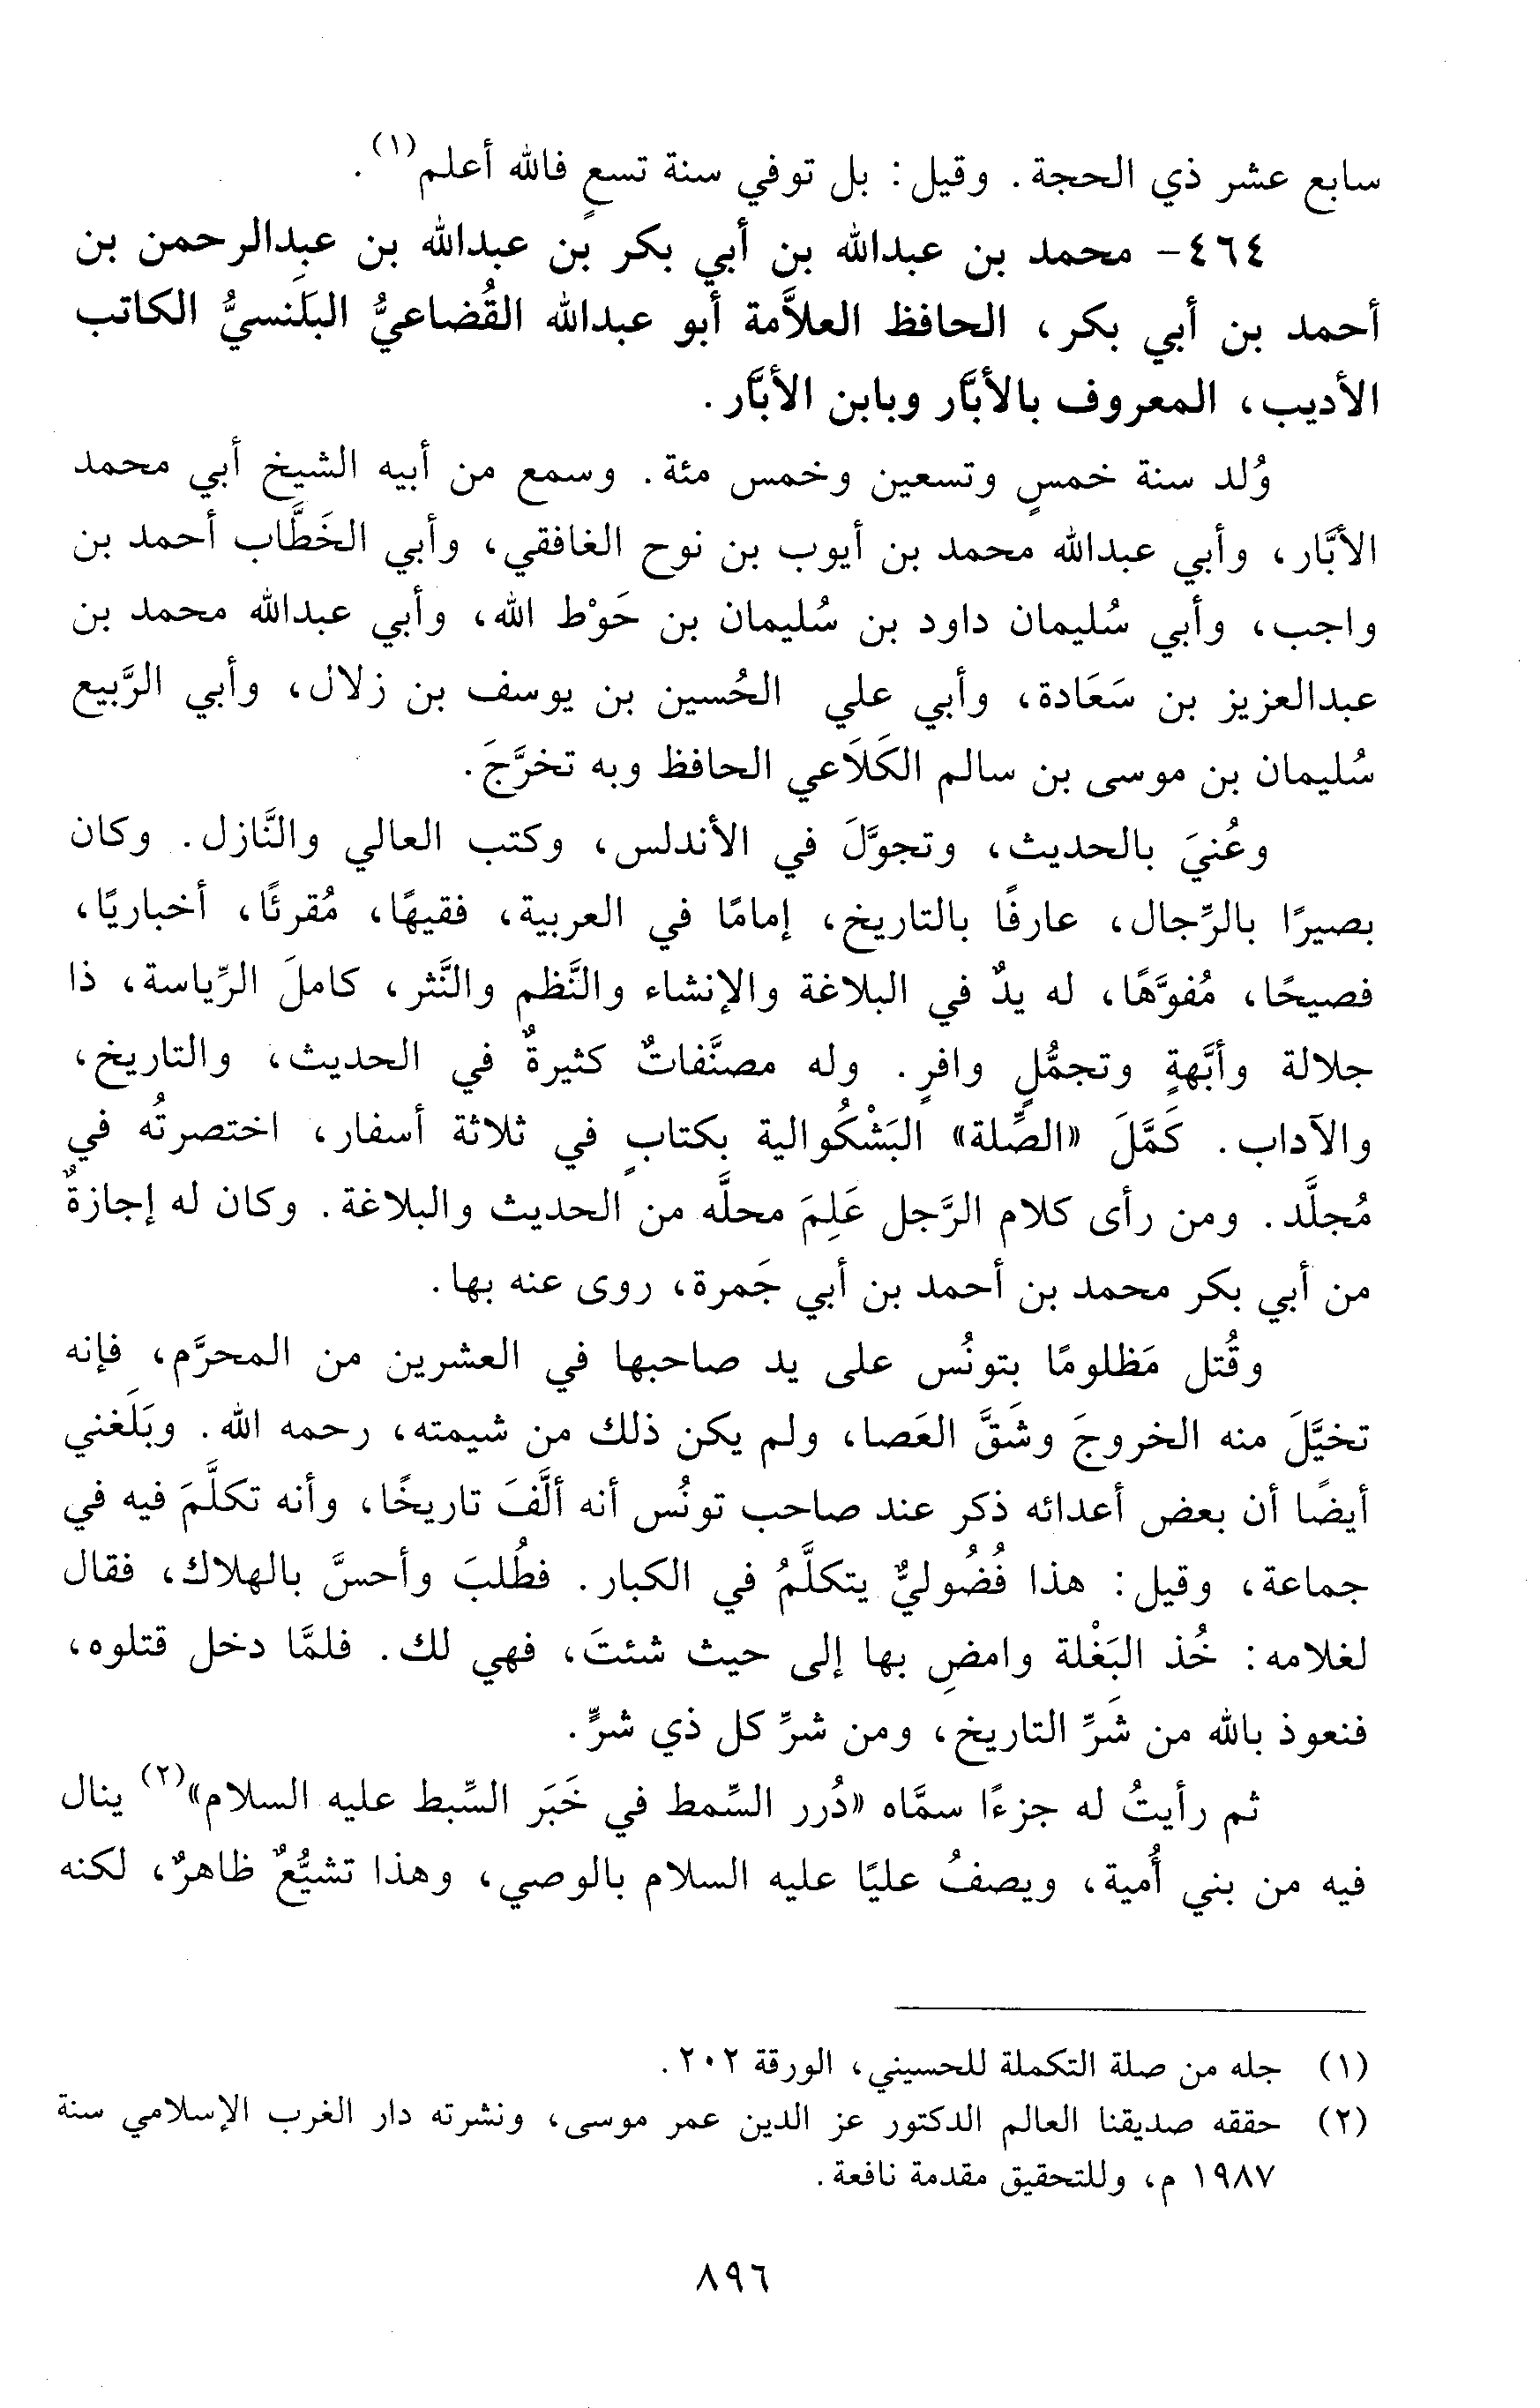 سابع عشر ذي الحجة. وقيل: بل توفي سنة تسعٍ فالله أعلم(١).
٤٦٤- محمد بن عبدالله بن أبي بكر بن عبدالله بن عبدالرحمن بن
أحمد بن أبي بكر، الحافظ العلاَّمة أبو عبدالله القُضاعيُّ البَلَنسيُّ الكاتب
الأديب، المعروف بالأبَّار وبابن الأبَّار.
وُلد سنة خمسٍ وتسعين وخمس مئة. وسمع من أبيه الشيخ أبي محمد
الأبَّار، وأبي عبدالله محمد بن أيوب بن نوح الغافقي، وأبي الخَطَّاب أحمد بن
واجب، وأبي سُليمان داود بن سُليمان بن حَوْط الله، وأبي عبدالله محمد بن
عبدالعزيز بن سَعَادة، وأبي علي الحُسين بن يوسف بن زلال، وأبي الرَّبيع
سُليمان بن موسى بن سالم الكَلَاعي الحافظ وبه تخرَّجَ.
وعُنيَ بالحديث، وتجوَّلَ في الأندلس، وكتب العالي والنَّازل. وكان
بصيرًا بالرِّجال، عارفًا بالتاريخ، إمامًا في العربية، فقيهًا، مُقرئًا، أخباريًا،
فصيحًا، مُفوَّهًا، له يدٌ في البلاغة والإنشاء والنَّظم والنَّثر، كاملَ الرِّياسة، ذا
جلالة وأبَّهةٍ وتجمُّلٍ وافرٍ. وله مصنَّفاتٌ كثيرةٌ في الحديث، والتاريخ،
والآداب. كَمَّلَ «الصِّلة» البَشْكُوالية بكتابٍ في ثلاثة أسفار، اختصرتُه في
مُجلَّد. ومن رأى كلام الرَّجل عَلِمَ محلَّه من الحديث والبلاغة. وكان له إجازةٌ
من أبي بكر محمد بن أحمد بن أبي جَمرة، روى عنه بها.
وقُتل مَظلومًا بتونُس على يد صاحبها في العشرين من المحرَّم، فإنه
تخيَّلَ منه الخروجَ وشَقَّ العَصا، ولم يكن ذلك من شيمته، رحمه الله. وبَلَغني
أيضًا أن بعض أعدائه ذكر عند صاحب تونُس أنه ألَّفَ تاريخًا، وأنه تكلَّمَ فيه في
جماعة، وقيل: هذا فُضُوليٌّ يتكلَّمُ في الكبار. فطُلبَ وأحسَّ بالهلاك، فقال
لغلامه: خُذ البَغْلة وامضِ بها إلى حيث شئتَ، فهي لك. فلمَّا دخل قتلوه،
فنعوذ بالله من شَرِّ التاريخ، ومن شرِّ كل ذي شرٍّ.
ثم رأيتُ له جزءًا سمَّاه «دُرر السِّمط في خَبَر السِّبط عليه السلام»(٢) ينال
فيه من بني أُمية، ويصفُ عليًا عليه السلام بالوصي، وهذا تشيُّعٌ ظاهرٌ، لكنه
(١) جله من صلة التكملة للحسيني، الورقة ٢٠٢.
(٢) حققه صديقنا العالم الدكتور عز الدين عمر موسى، ونشرته دار الغرب الإسلامي سنة
١٩٨٧ م، وللتحقيق مقدمة نافعة.
٨٩٦